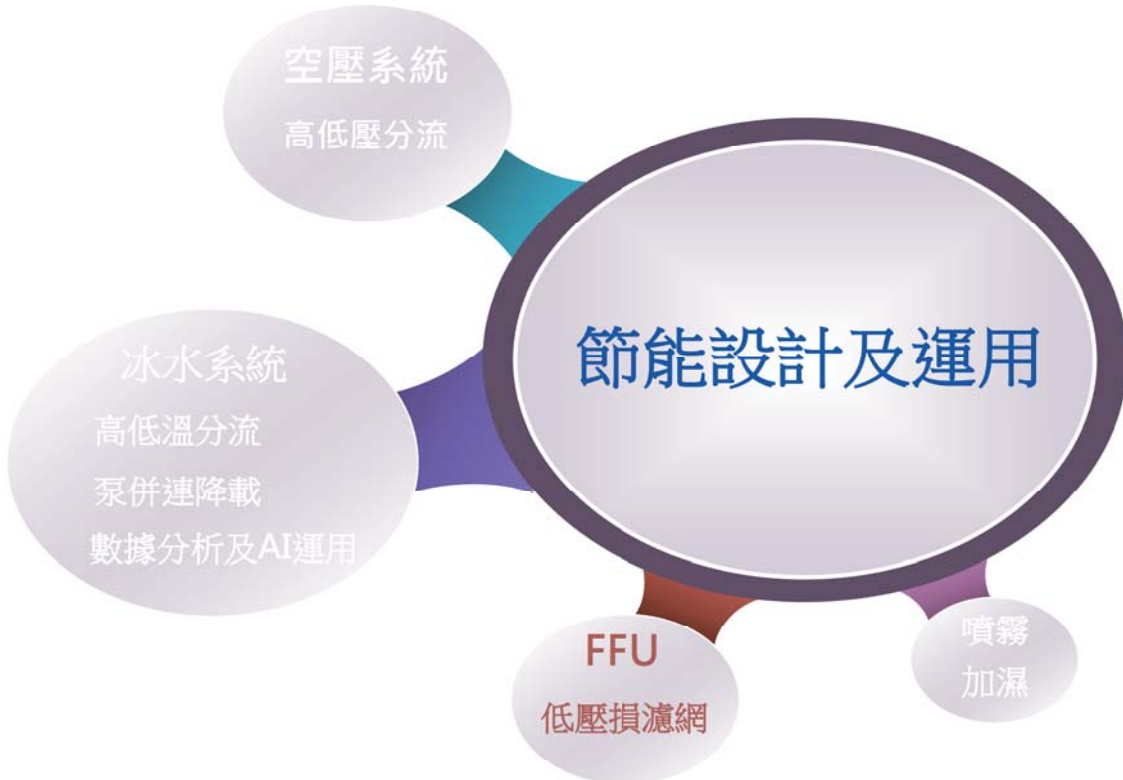 空壓系統
高低壓分流
節能設計及運用
冰水系統
高低溫分流
泵併連降載
數據分析及AI運用
FFU
低壓損濾網
噴霧
加濕